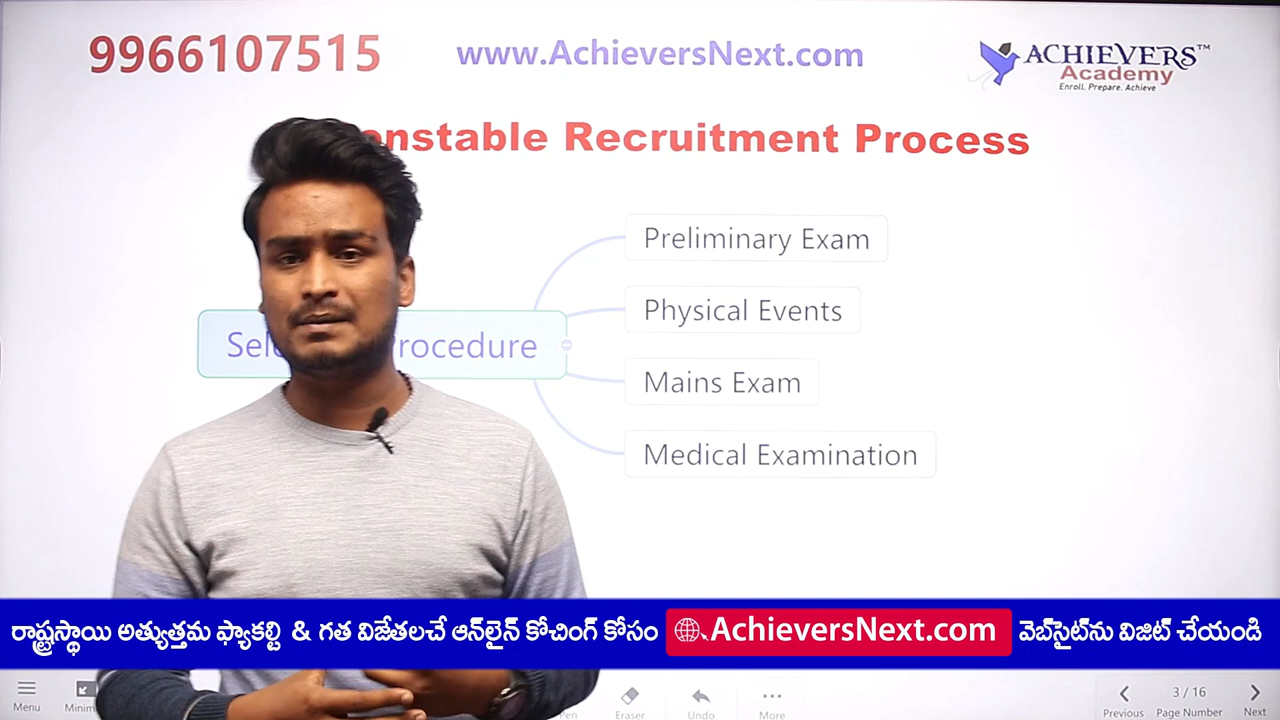 9966107515
www.AchieversNext.com
ACHIEVERS™
Academy
Enroll. Prepare. Achieve
Recruitment Process
Preliminary Exam
Physical Events
Procedure
Mains Exam
Medical Examination
రాష్ట్రస్థాయి అత్యుత్తమ ఫ్యాకల్టీ & గత విజేతలచే ఆన్‌లైన్ కోచింగ్ కోసం AchieversNext.com వెబ్‌సైట్‌ను విజిట్ చేయండి
Menu
Pen
Eraser
Undo
More
Previous
3 / 16
Page Number
Next